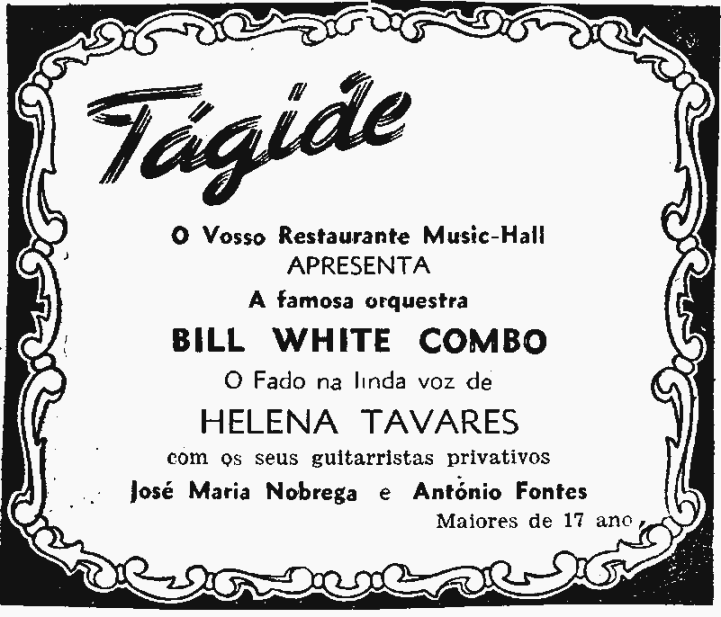 Tágide
O Vosso Restaurante Music-Hall
APRESENTA
A famosa orquestra
BILL WHITE COMBO
O Fado na linda voz de
HELENA TAVARES
com os seus guitarristas privativos
José Maria Nobrega e António Fontes
Maiores de 17 ano